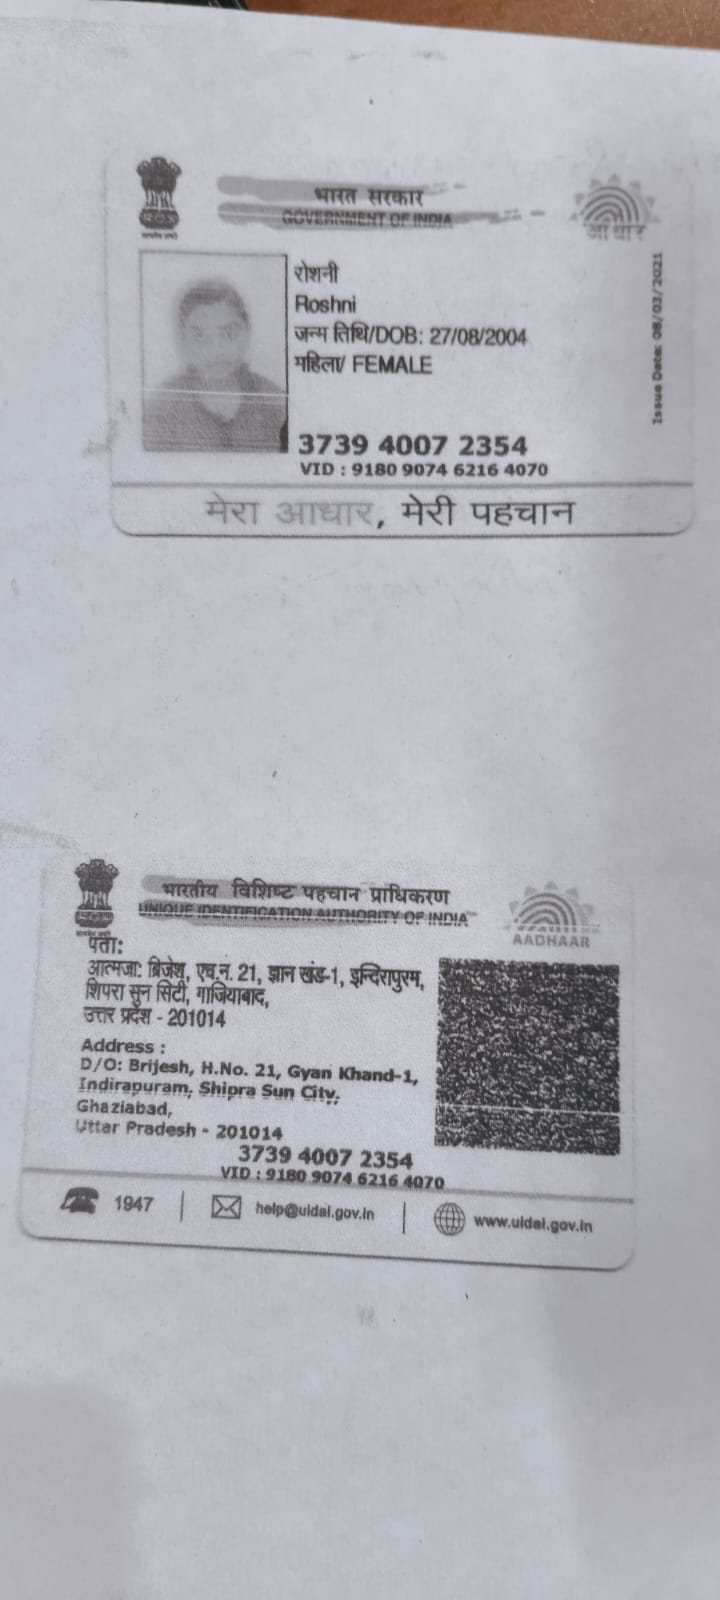 भारत सरकार
GOVERNMENT OF INDIA
आधार
रोशनी
Roshni
जन्म तिथि/DOB: 27/08/2004
महिला/ FEMALE
Issue Date: 08/03/2021
3739 4007 2354
VID : 9180 9074 6216 4070
मेरा आधार, मेरी पहचान
भारतीय विशिष्ट पहचान प्राधिकरण
UNIQUE IDENTIFICATION AUTHORITY OF INDIA
AADHAAR
पता:
आत्मजा: ब्रिजेश, एच.न. 21, ज्ञान खंड-1, इन्दिरापुरम,
शिपरा सुन सिटी, गाजियाबाद,
उत्तर प्रदेश - 201014
Address :
D/O: Brijesh, H.No. 21, Gyan Khand-1,
Indirapuram, Shipra Sun City,
Ghaziabad,
Uttar Pradesh - 201014
3739 4007 2354
VID : 9180 9074 6216 4070
1947
help@uidai.gov.in
www.uidai.gov.in